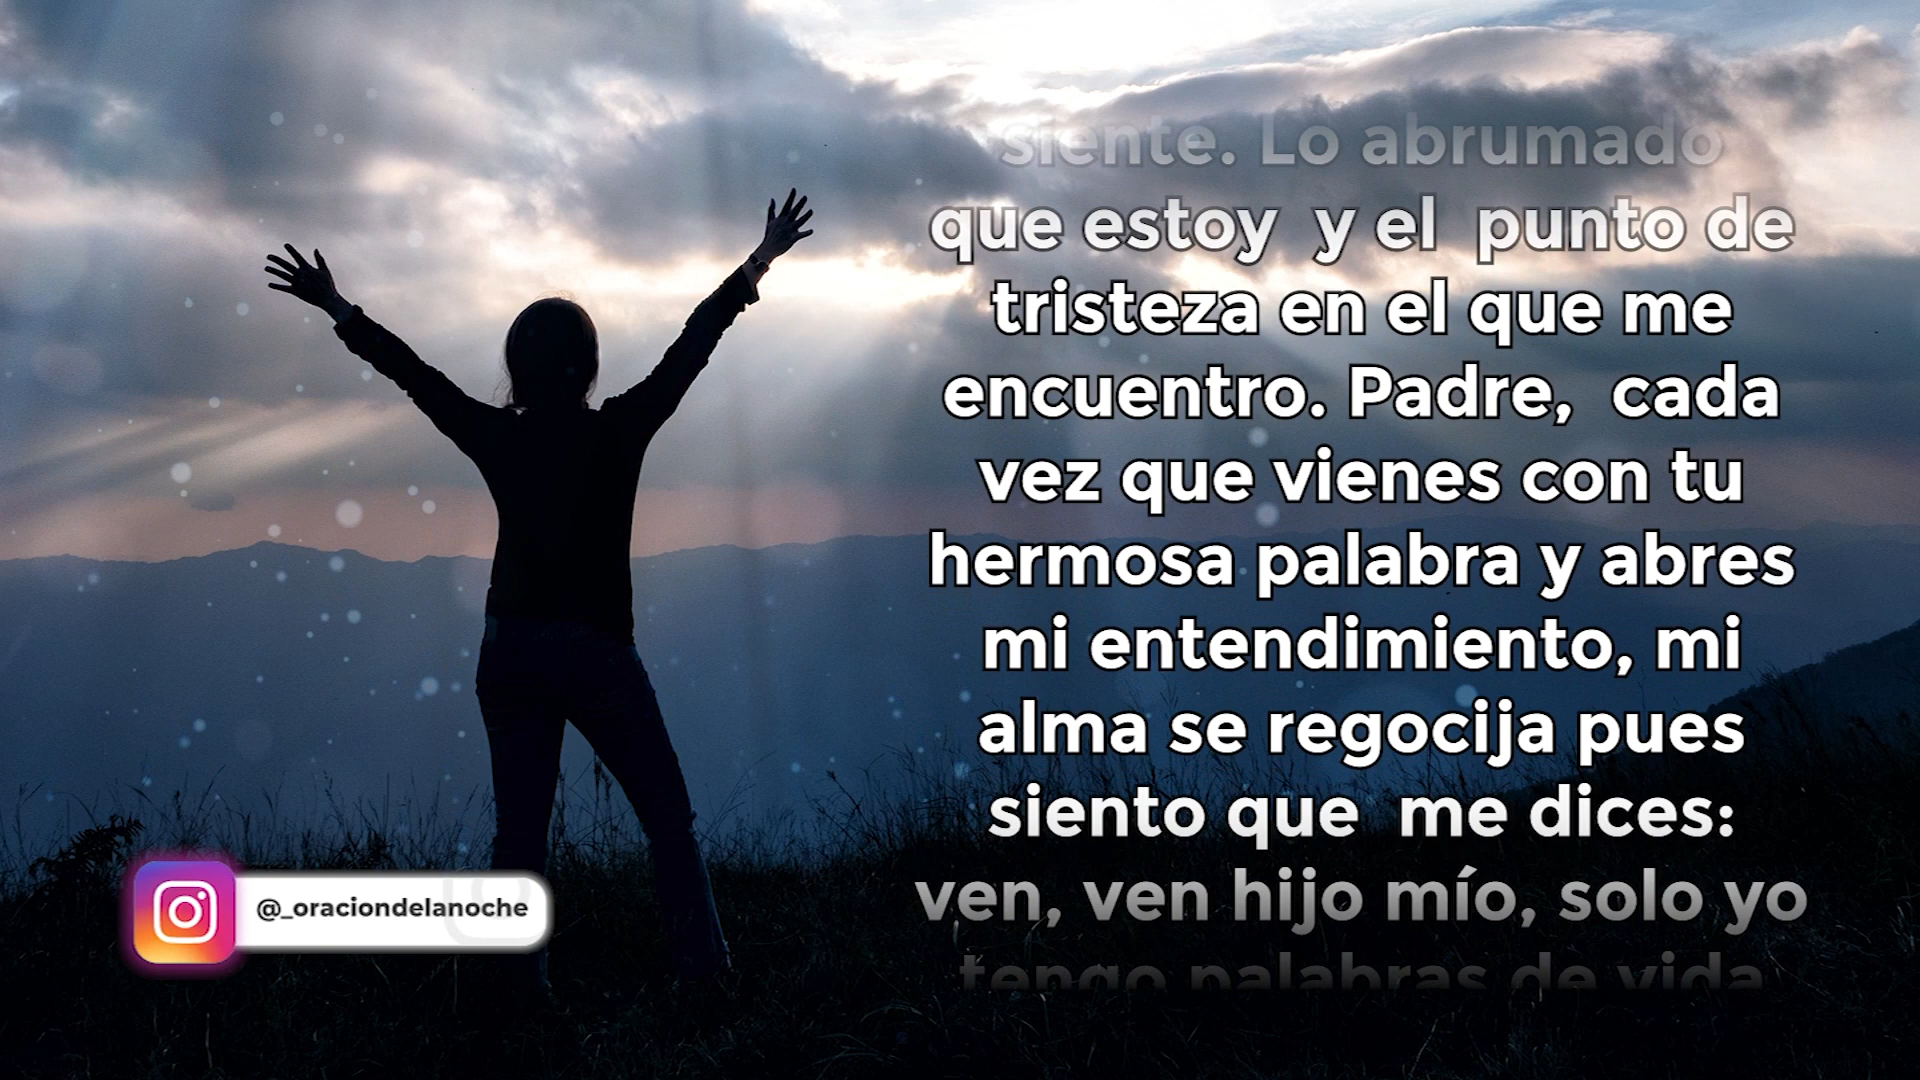 siente. Lo abrumado
que estoy y el punto de
tristeza en el que me
encuentro. Padre, cada
vez que vienes con tu
hermosa palabra y abres
mi entendimiento, mi
alma se regocija pues
siento que me dices:
ven, ven hijo mío, solo yo
tengo palabras de vida
@_oraciondelanoche